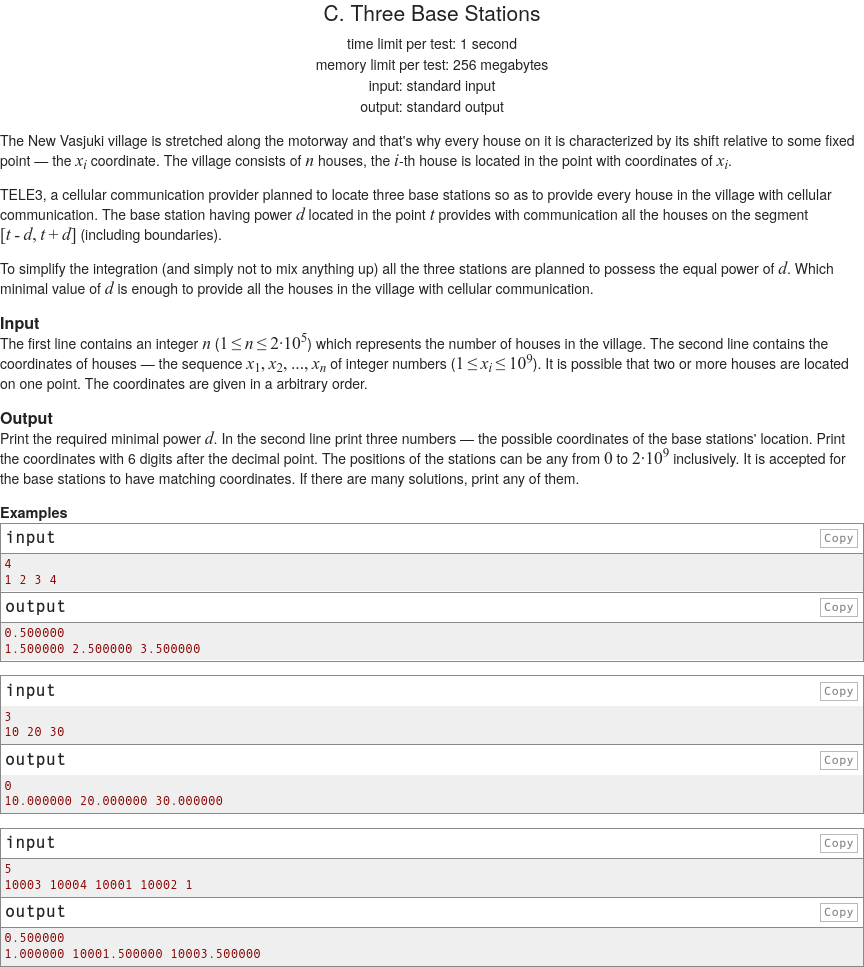 C. Three Base Stations
time limit per test: 1 second
memory limit per test: 256 megabytes
input: standard input
output: standard output
The New Vasjuki village is stretched along the motorway and that's why every house on it is characterized by its shift relative to some fixed
point — the xi coordinate. The village consists of n houses, the i-th house is located in the point with coordinates of xi.
TELE3, a cellular communication provider planned to locate three base stations so as to provide every house in the village with cellular
communication. The base station having power d located in the point t provides with communication all the houses on the segment
[t - d, t + d] (including boundaries).
To simplify the integration (and simply not to mix anything up) all the three stations are planned to possess the equal power of d. Which
minimal value of d is enough to provide all the houses in the village with cellular communication.
Input
The first line contains an integer n (1 ≤ n ≤ 2·10^5) which represents the number of houses in the village. The second line contains the
coordinates of houses — the sequence x1, x2, ..., xn of integer numbers (1 ≤ xi ≤ 10^9). It is possible that two or more houses are located
on one point. The coordinates are given in a arbitrary order.
Output
Print the required minimal power d. In the second line print three numbers — the possible coordinates of the base stations' location. Print
the coordinates with 6 digits after the decimal point. The positions of the stations can be any from 0 to 2·10^9 inclusively. It is accepted for
the base stations to have matching coordinates. If there are many solutions, print any of them.
Examples
input Copy
4
1 2 3 4
output Copy
0.500000
1.500000 2.500000 3.500000
input Copy
3
10 20 30
output Copy
0
10.000000 20.000000 30.000000
input Copy
5
10003 10004 10001 10002 1
output Copy
0.500000
1.000000 10001.500000 10003.500000